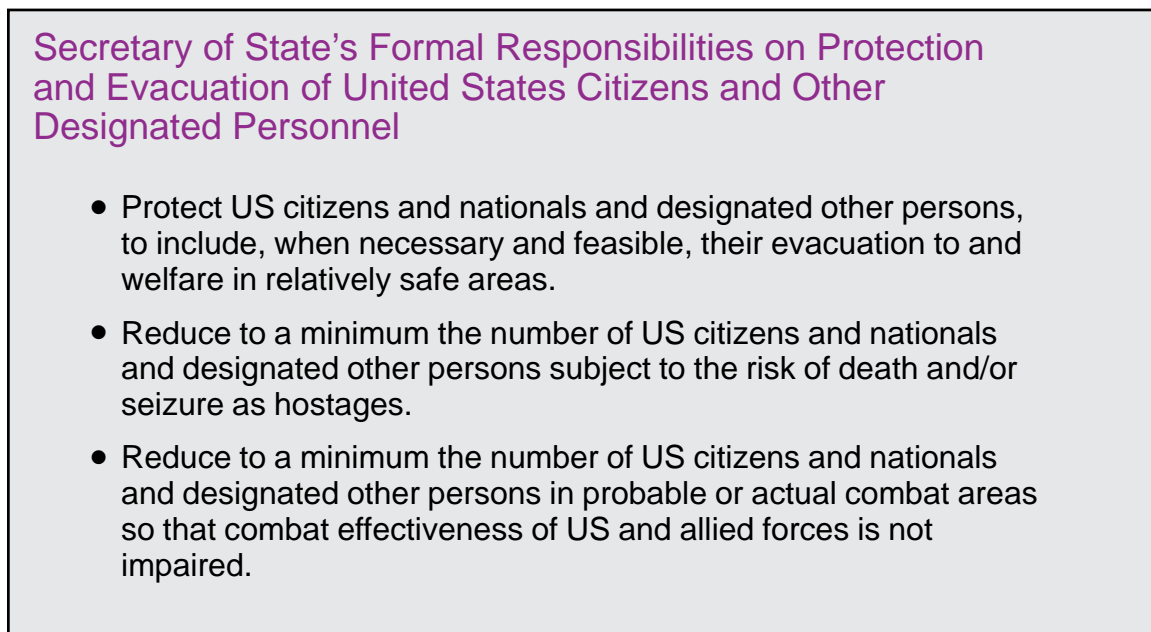 Secretary of State’s Formal Responsibilities on Protection
and Evacuation of United States Citizens and Other
Designated Personnel
• Protect US citizens and nationals and designated other persons,
to include, when necessary and feasible, their evacuation to and
welfare in relatively safe areas.
• Reduce to a minimum the number of US citizens and nationals
and designated other persons subject to the risk of death and/or
seizure as hostages.
• Reduce to a minimum the number of US citizens and nationals
and designated other persons in probable or actual combat areas
so that combat effectiveness of US and allied forces is not
impaired.